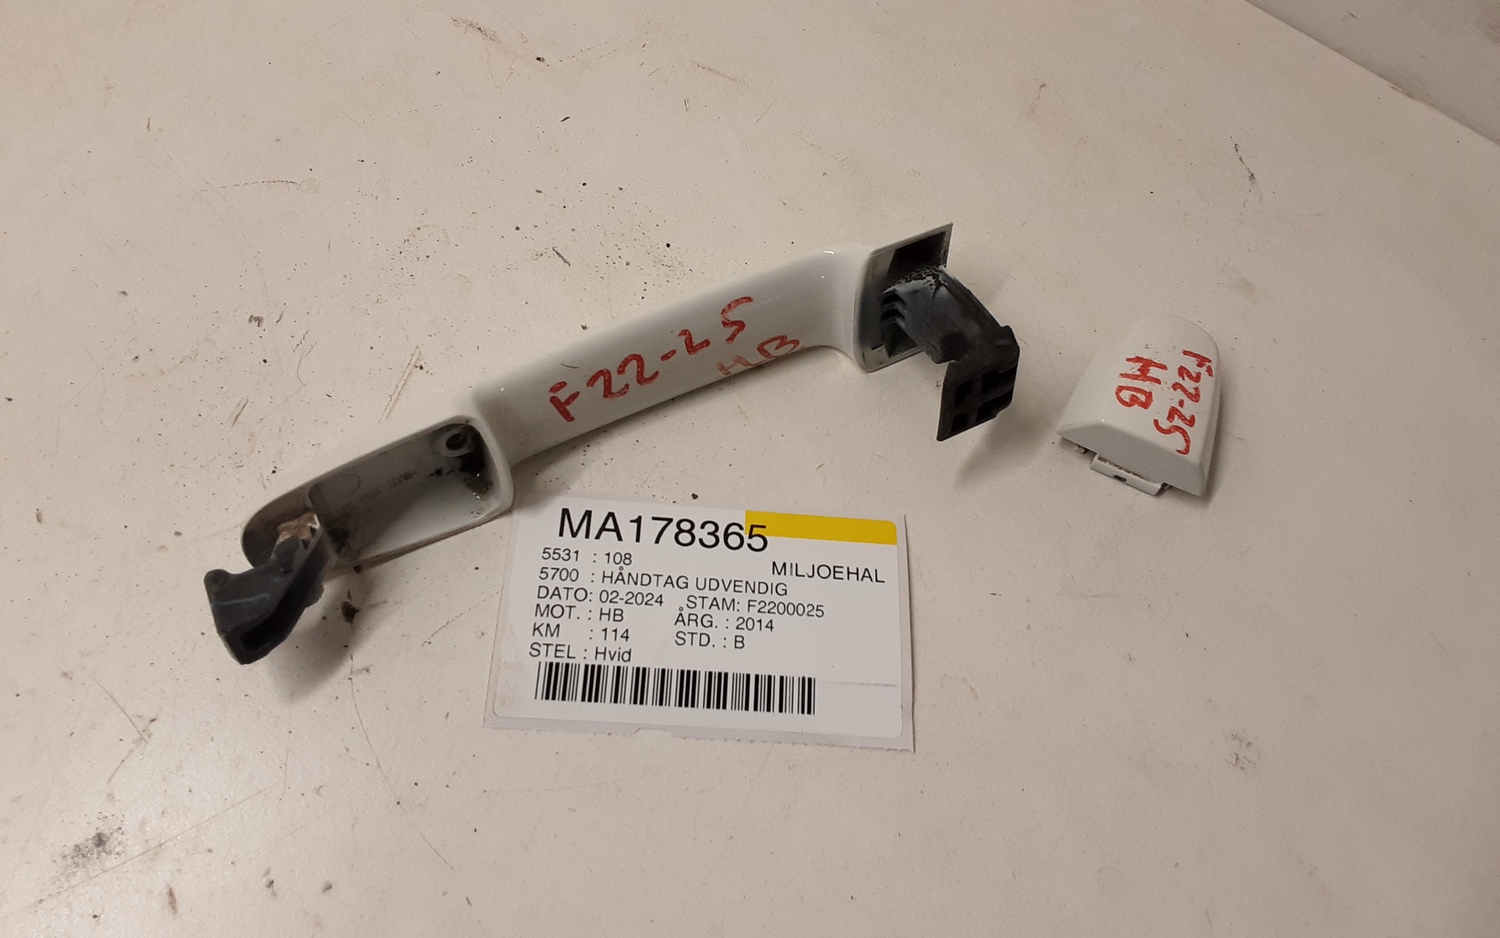 F22-25
HB
F22-25
HB
MA178365
5531 : 108
MILJOEHAL
5700 : HÅNDTAG UDVENDIG
DATO: 02-2024 STAM: F2200025
MOT. : HB ÅRG. : 2014
KM : 114 STD. : B
STEL : Hvid